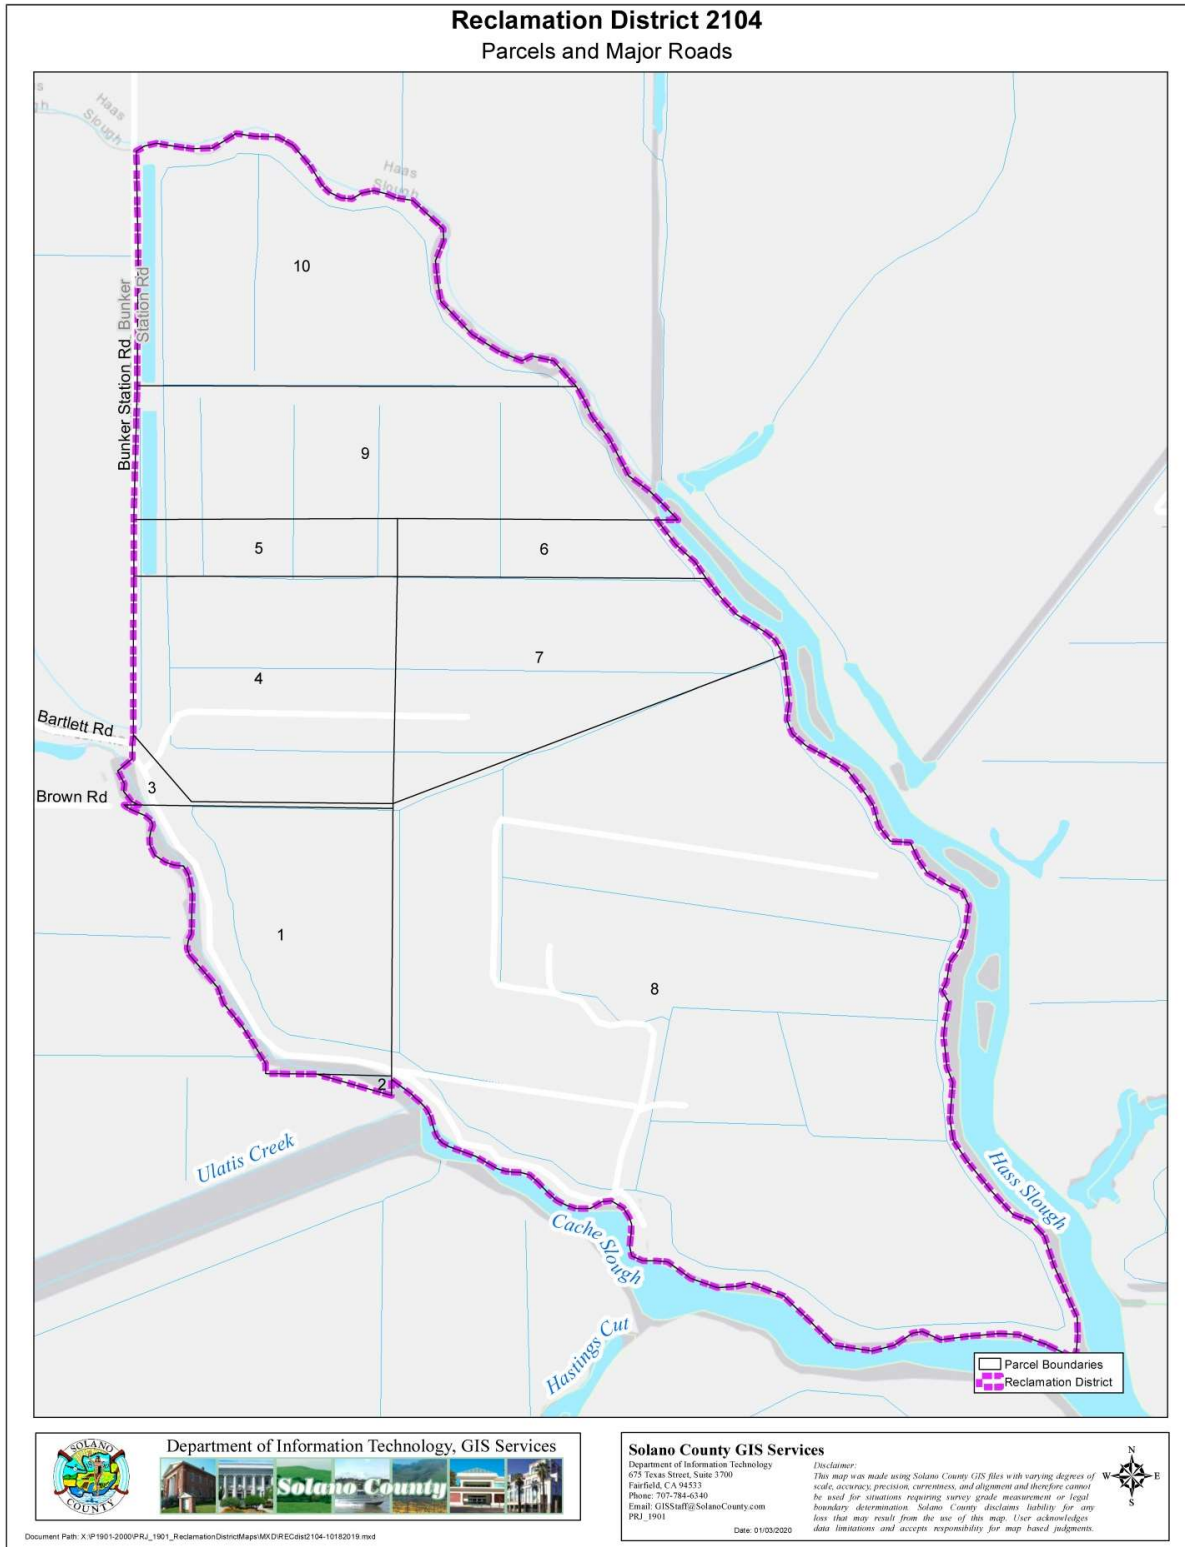 Reclamation District 2104
Parcels and Major Roads
Haas
Slough
Haas
Slough
10
Bunker
Station Rd
Bunker Station Rd
9
5
6
7
4
Bartlett Rd
3
Brown Rd
1
8
2
Ulatis Creek
Hass Slough
Cache Slough
Hastings Cut
Parcel Boundaries
Reclamation District
SOLANO
COUNTY
Department of Information Technology, GIS Services
Solano County
Solano County GIS Services
Department of Information Technology
675 Texas Street, Suite 3700
Fairfield, CA 94533
Phone: 707-784-6340
Email: GISStaff@SolanoCounty.com
PRJ_1901
Date: 01/03/2020
Disclaimer:
This map was made using Solano County GIS files with varying degrees of
scale, accuracy, precision, currentness, and alignment and therefore cannot
be used for situations requiring survey grade measurement or legal
boundary determination. Solano County disclaims liability for any
loss that may result from the use of this map. User acknowledges
data limitations and accepts responsibility for map based judgments.
N
W E
S
Document Path: X:\P1901-2000\PRJ_1901_ReclamationDistrictMaps\MXD\RECdist2104-10182019.mxd